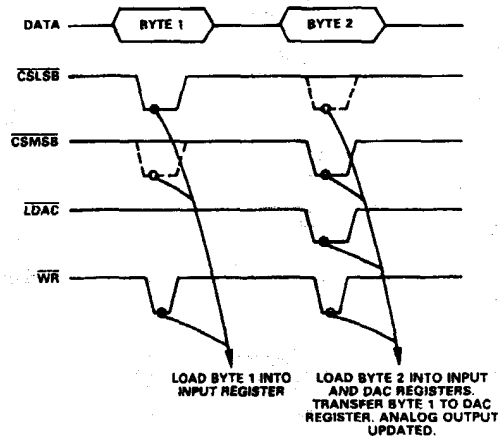 DATA
BYTE 1
BYTE 2
CSLSB
CSMSB
LDAC
WR
LOAD BYTE 1 INTO
INPUT REGISTER
LOAD BYTE 2 INTO INPUT
AND DAC REGISTERS.
TRANSFER BYTE 1 TO DAC
REGISTER. ANALOG OUTPUT
UPDATED.